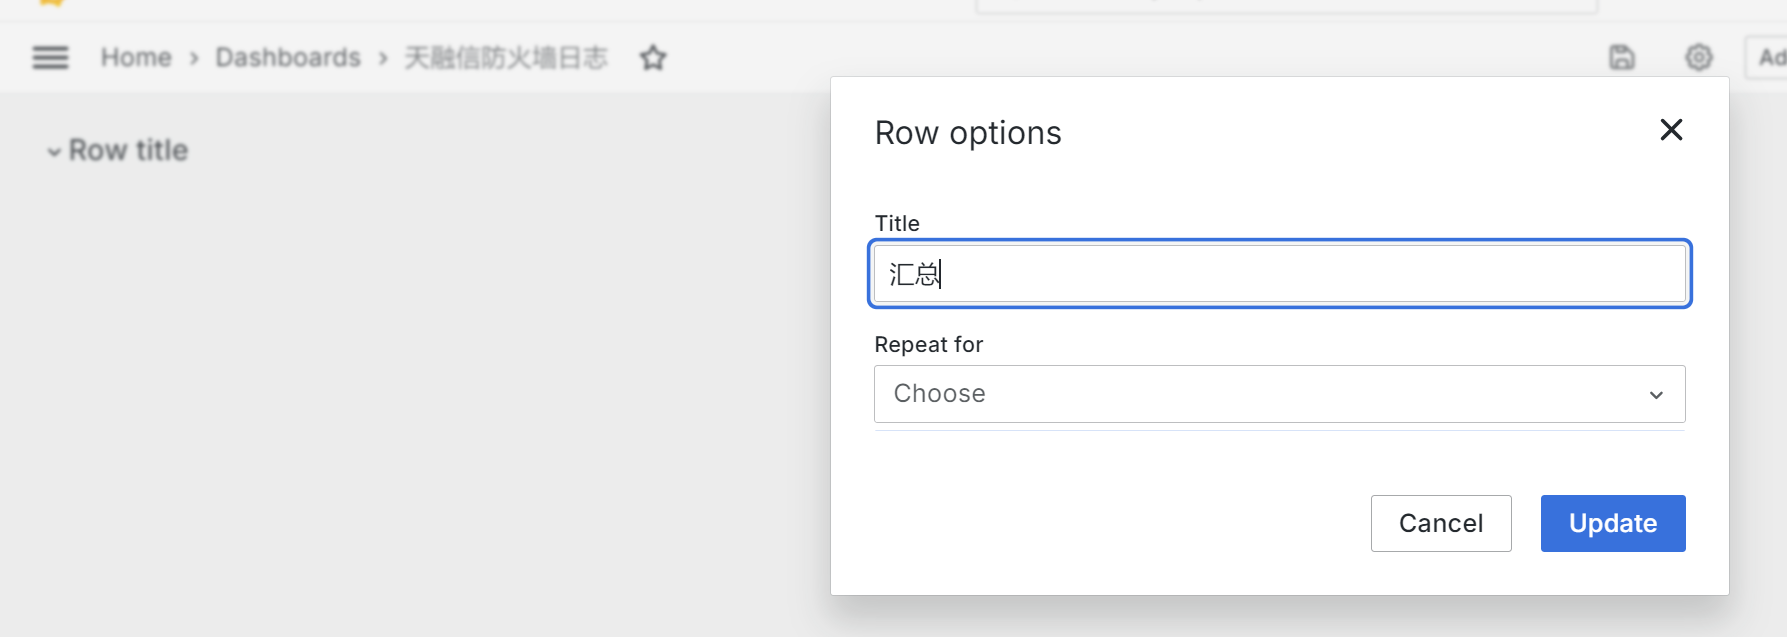 Home › Dashboards › 天融信防火墙日志
Ad
Row title
Row options
Title
汇总
Repeat for
Choose
Cancel
Update